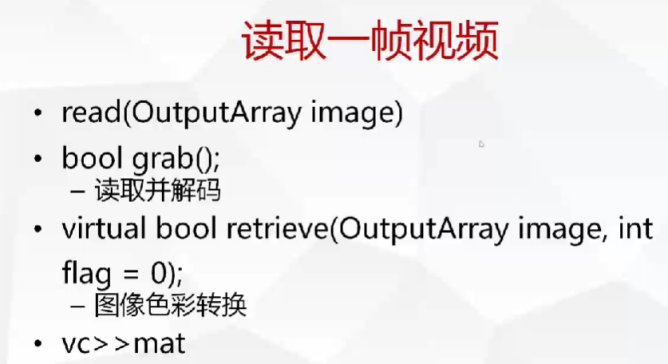 读取一帧视频
• read(OutputArray image)
• bool grab();
– 读取并解码
• virtual bool retrieve(OutputArray image, int
flag = 0);
– 图像色彩转换
• vc>>mat